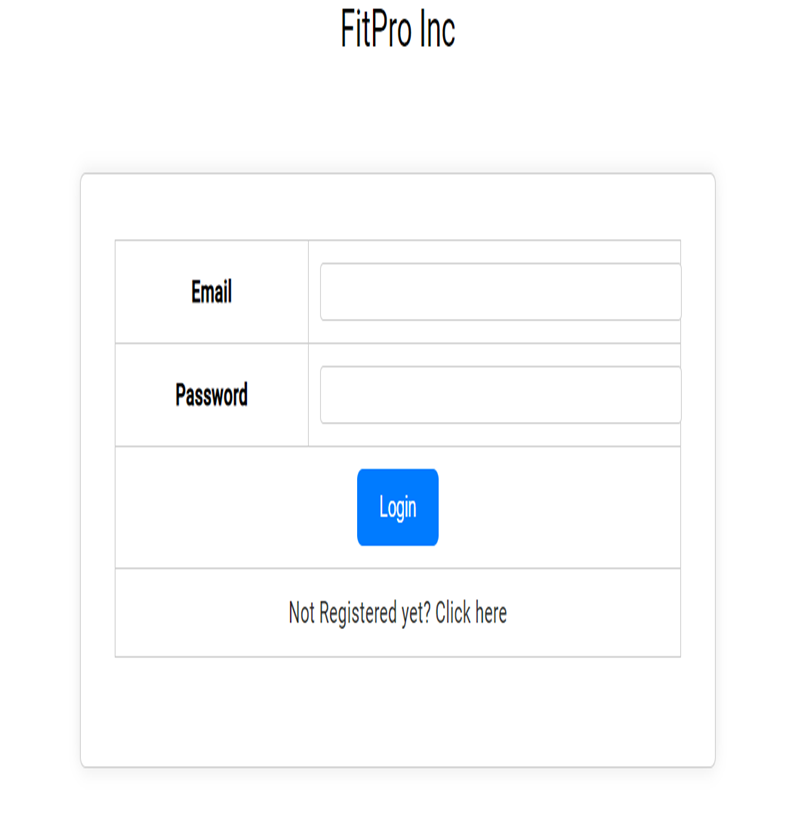 FitPro Inc
Email
Password
Login
Not Registered yet? Click here